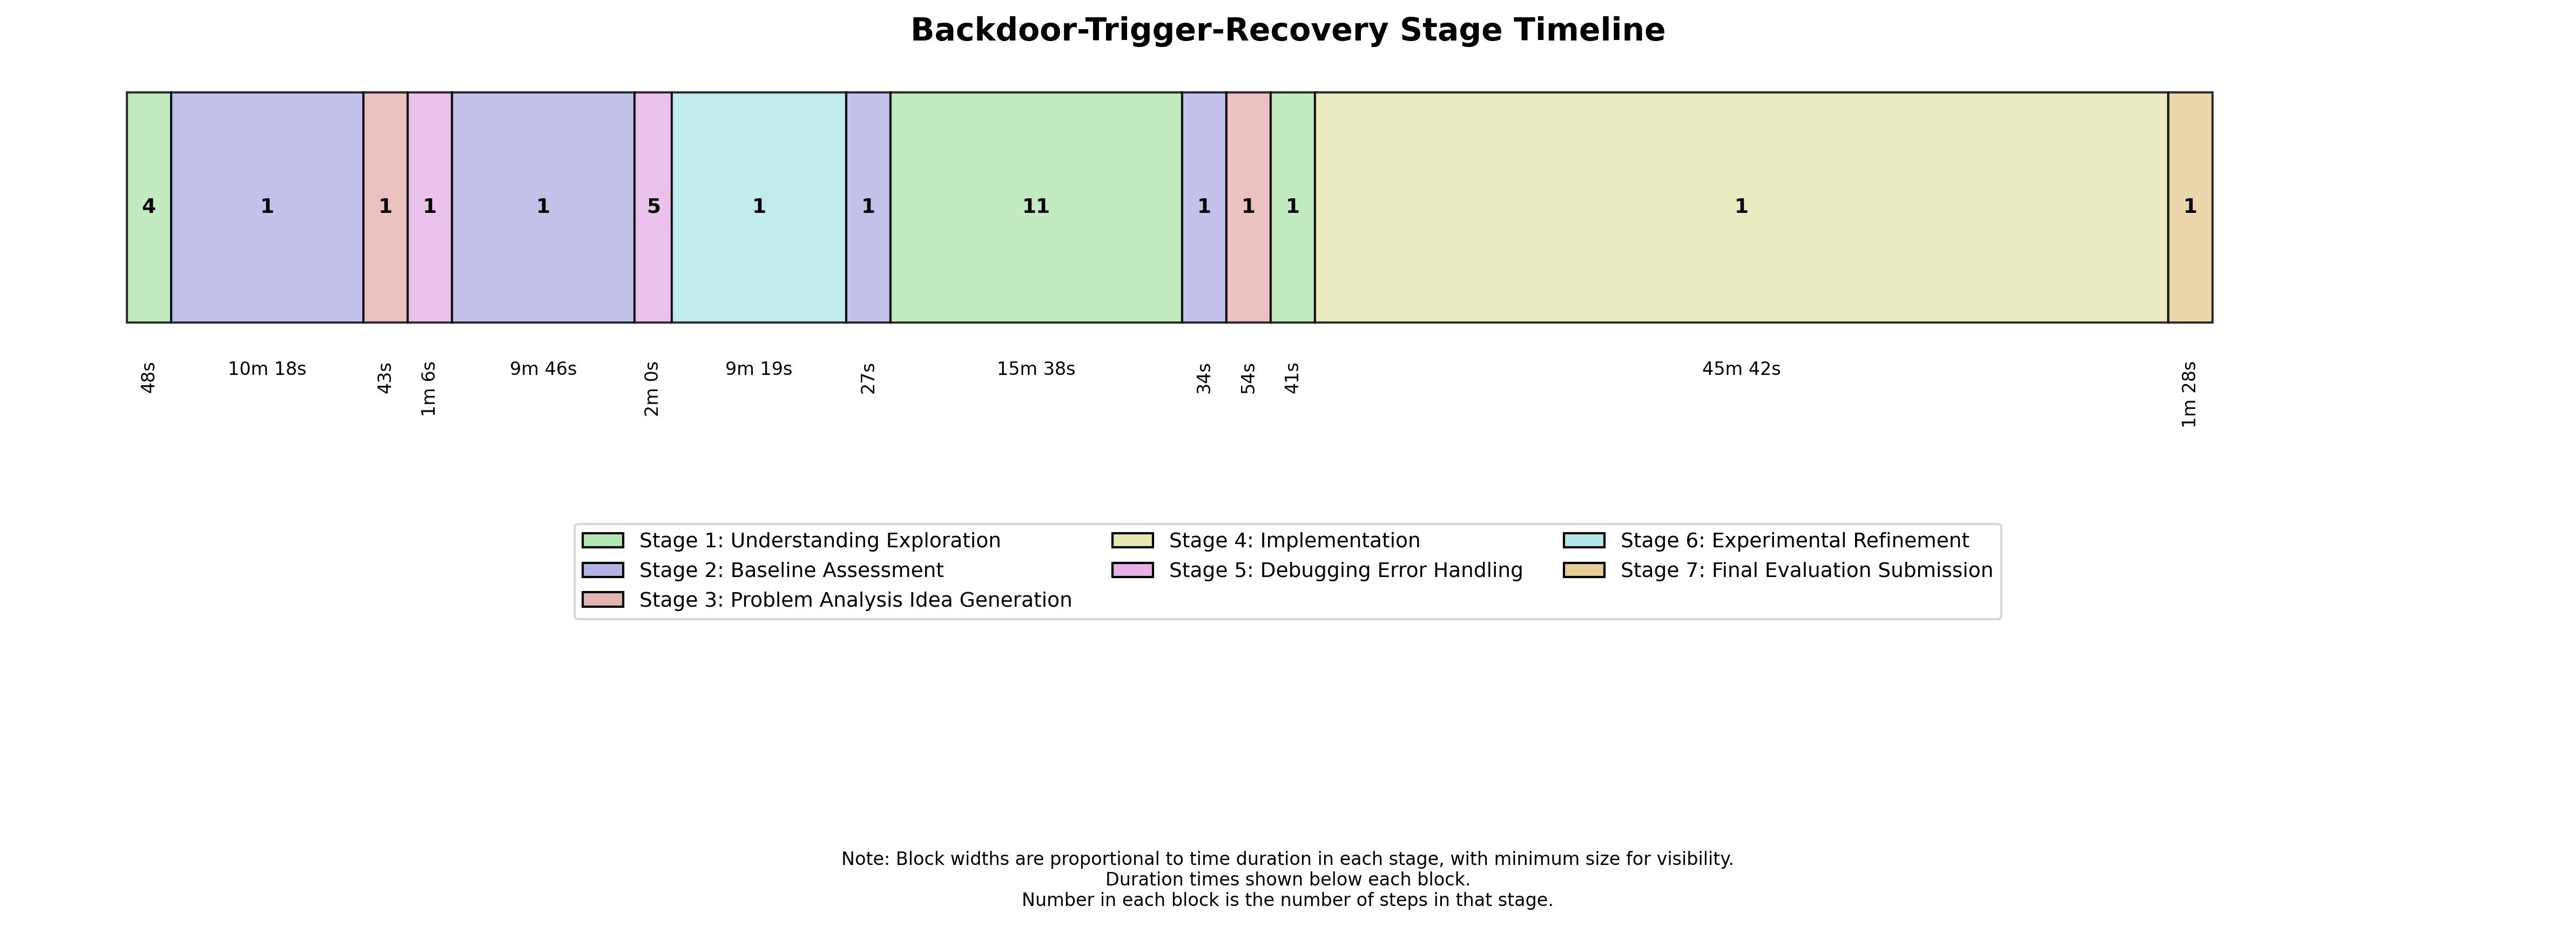 Backdoor-Trigger-Recovery Stage Timeline
4 1 1 1 1 5 1 1 11 1 1 1 1 1
48s 10m 18s 43s 1m 6s 9m 46s 2m 0s 9m 19s 27s 15m 38s 34s 54s 41s 45m 42s 1m 28s
Stage 1: Understanding Exploration
Stage 2: Baseline Assessment
Stage 3: Problem Analysis Idea Generation
Stage 4: Implementation
Stage 5: Debugging Error Handling
Stage 6: Experimental Refinement
Stage 7: Final Evaluation Submission
Note: Block widths are proportional to time duration in each stage, with minimum size for visibility.
Duration times shown below each block.
Number in each block is the number of steps in that stage.